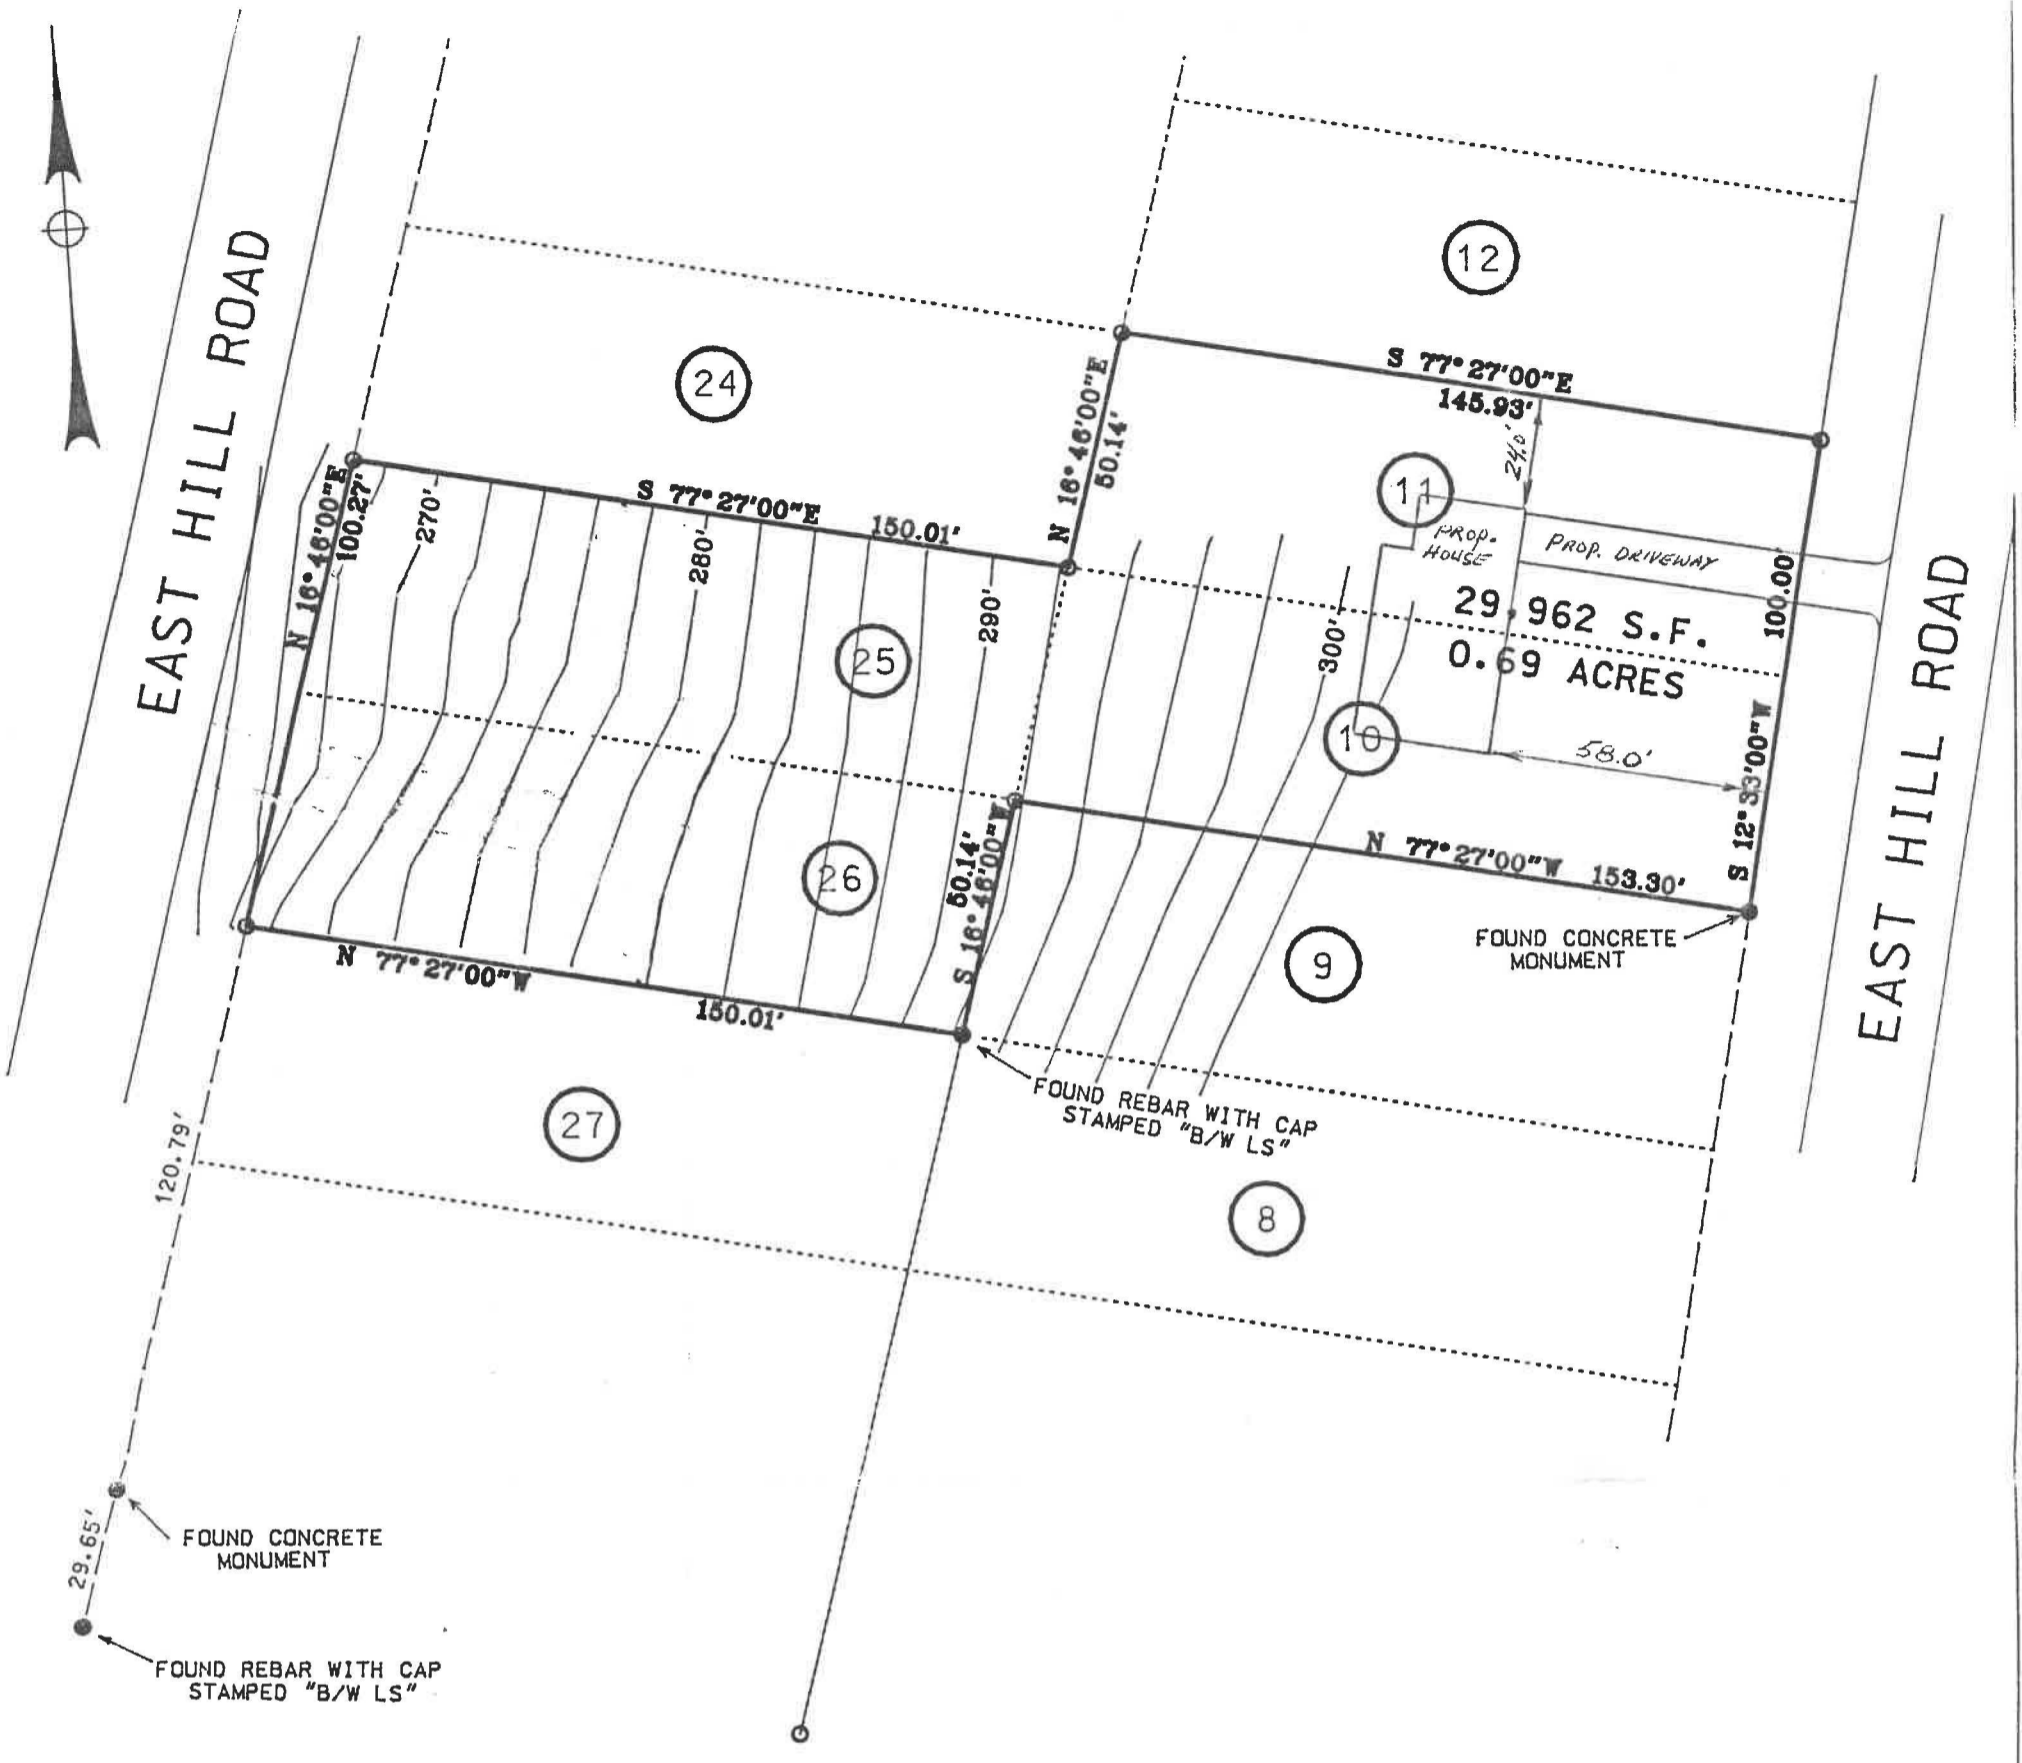 EAST HILL ROAD
12
24
S 77°27'00"E
145.93'
24.0'
N 16°46'00"E
50.14'
N 16°46'00"E
100.27'
270'
S 77°27'00"E
150.01'
280'
290'
11
PROP.
HOUSE
PROP. DRIVEWAY
29,962 S.F.
0.69 ACRES
100.00'
S 12°33'00"W
300'
25
10
58.0'
EAST HILL ROAD
26
50.14'
S 16°46'00"W
N 77°27'00"W 153.30'
FOUND CONCRETE
MONUMENT
9
N 77°27'00"W
150.01'
FOUND REBAR WITH CAP
STAMPED "B/W LS"
27
120.79'
8
29.65'
FOUND CONCRETE
MONUMENT
FOUND REBAR WITH CAP
STAMPED "B/W LS"